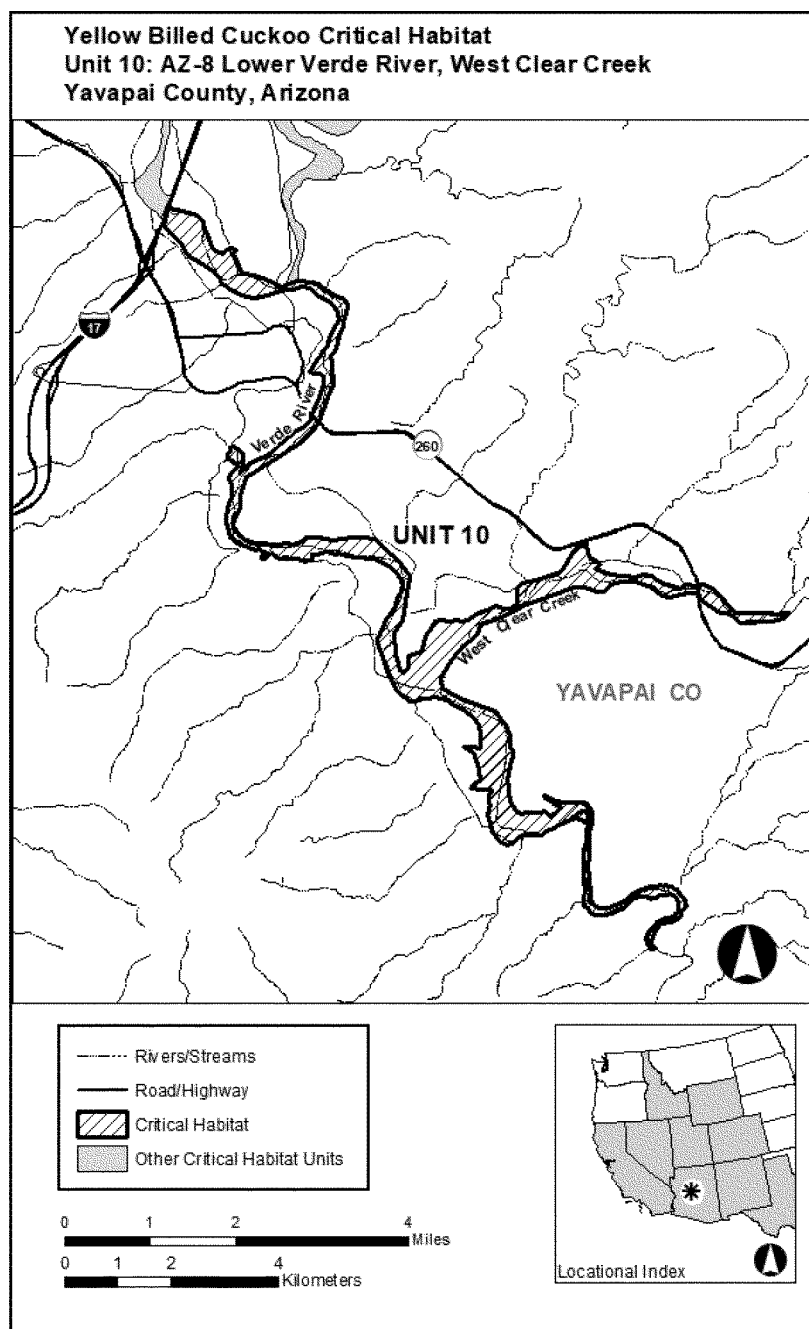 Yellow Billed Cuckoo Critical Habitat
Unit 10: AZ-8 Lower Verde River, West Clear Creek
Yavapai County, Arizona
17
Verde River
260
UNIT 10
West Clear Creek
YAVAPAI CO
Rivers/Streams
Road/Highway
Critical Habitat
Other Critical Habitat Units
0 1 2 4
Miles
0 1 2 4
Kilometers
Locational Index